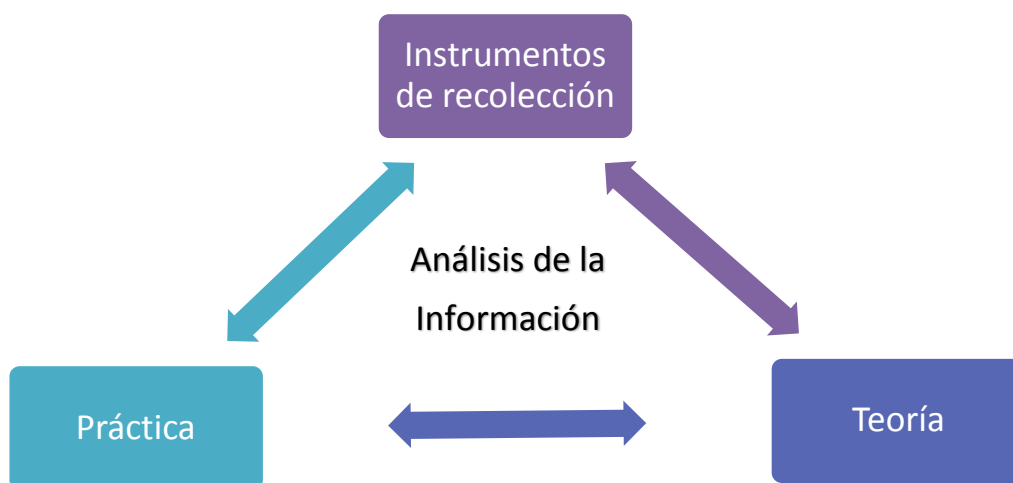 Instrumentos
de recolección
Análisis de la
Información
Práctica
Teoría